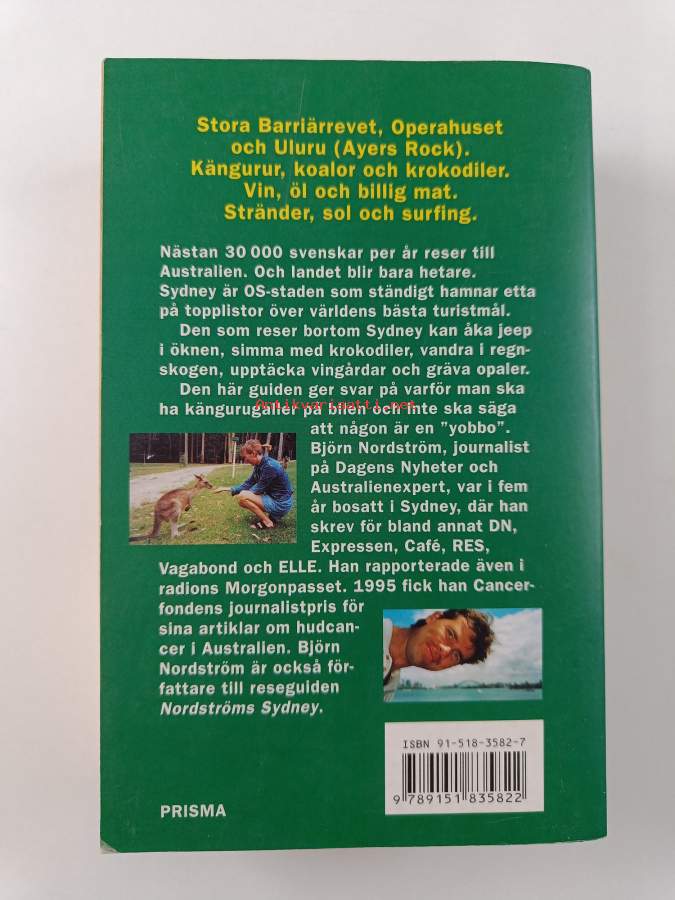 Stora Barriärrevet, Operahuset
och Uluru (Ayers Rock).
Kängurur, koalor och krokodiler.
Vin, öl och billig mat.
Stränder, sol och surfing.
Nästan 30 000 svenskar per år reser till
Australien. Och landet blir bara hetare.
Sydney är OS-staden som ständigt hamnar etta
på topplistor över världens bästa turistmål.
Den som reser bortom Sydney kan åka jeep
i öknen, simma med krokodiler, vandra i regn-
skogen, upptäcka vingårdar och gräva opaler.
Den här guiden ger svar på varför man ska
ha kängurugaller på bilen och inte ska säga
Antikvariaatti.net
att någon är en ”yobbo”.
Björn Nordström, journalist
på Dagens Nyheter och
Australienexpert, var i fem
år bosatt i Sydney, där han
skrev för bland annat DN,
Expressen, Café, RES,
Vagabond och ELLE. Han rapporterade även i
radions Morgonpasset. 1995 fick han Cancer-
fondens journalistpris för
sina artiklar om hudcan-
cer i Australien. Björn
Nordström är också för-
fattare till reseguiden
Nordströms Sydney.
ISBN 91-518-3582-7
9 789151 835822
PRISMA